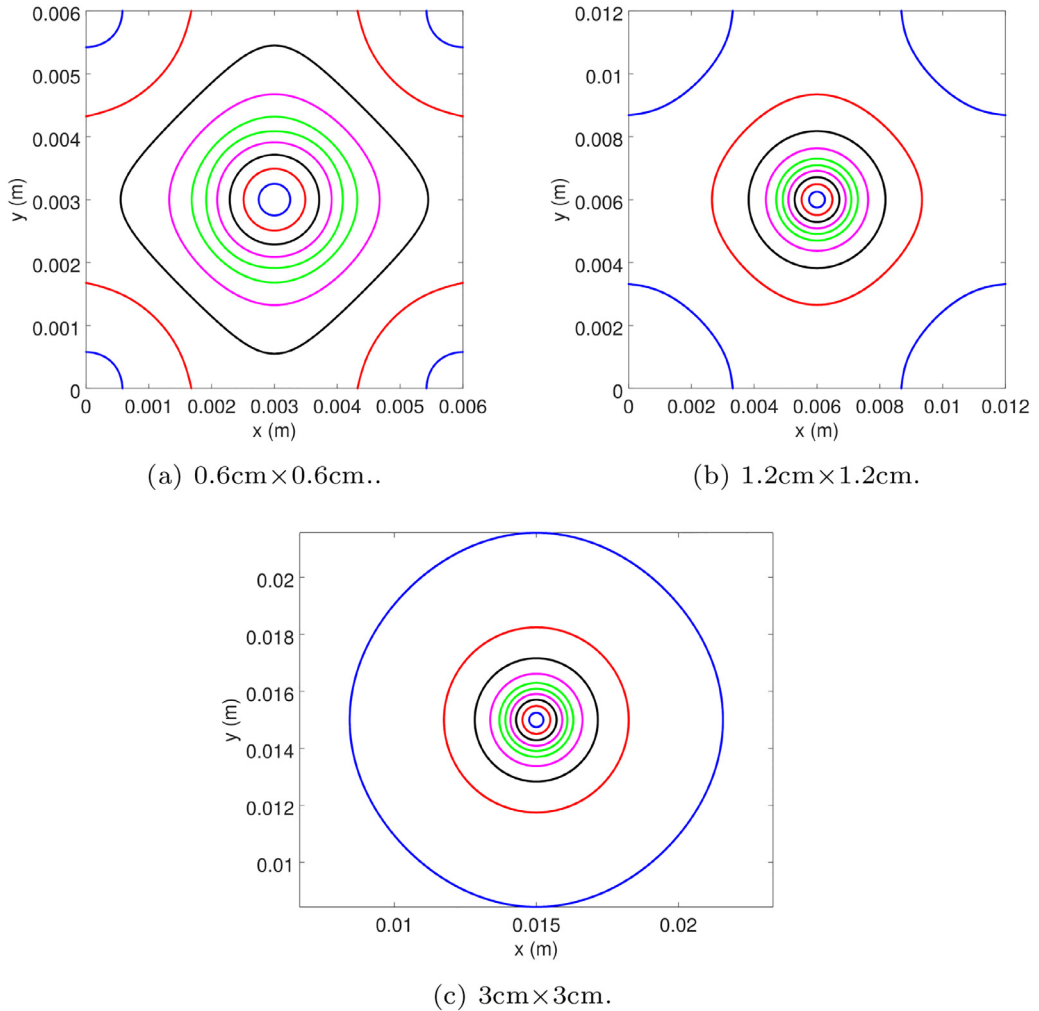 0.006
0.005
0.004
0.003
0.002
0.001
0
y (m)
0 0.001 0.002 0.003 0.004 0.005 0.006
x (m)
(a) 0.6cm×0.6cm..
0.012
0.01
0.008
0.006
0.004
0.002
0
y (m)
0 0.002 0.004 0.006 0.008 0.01 0.012
x (m)
(b) 1.2cm×1.2cm.
0.02
0.018
0.016
0.014
0.012
0.01
y (m)
0.01 0.015 0.02
x (m)
(c) 3cm×3cm.